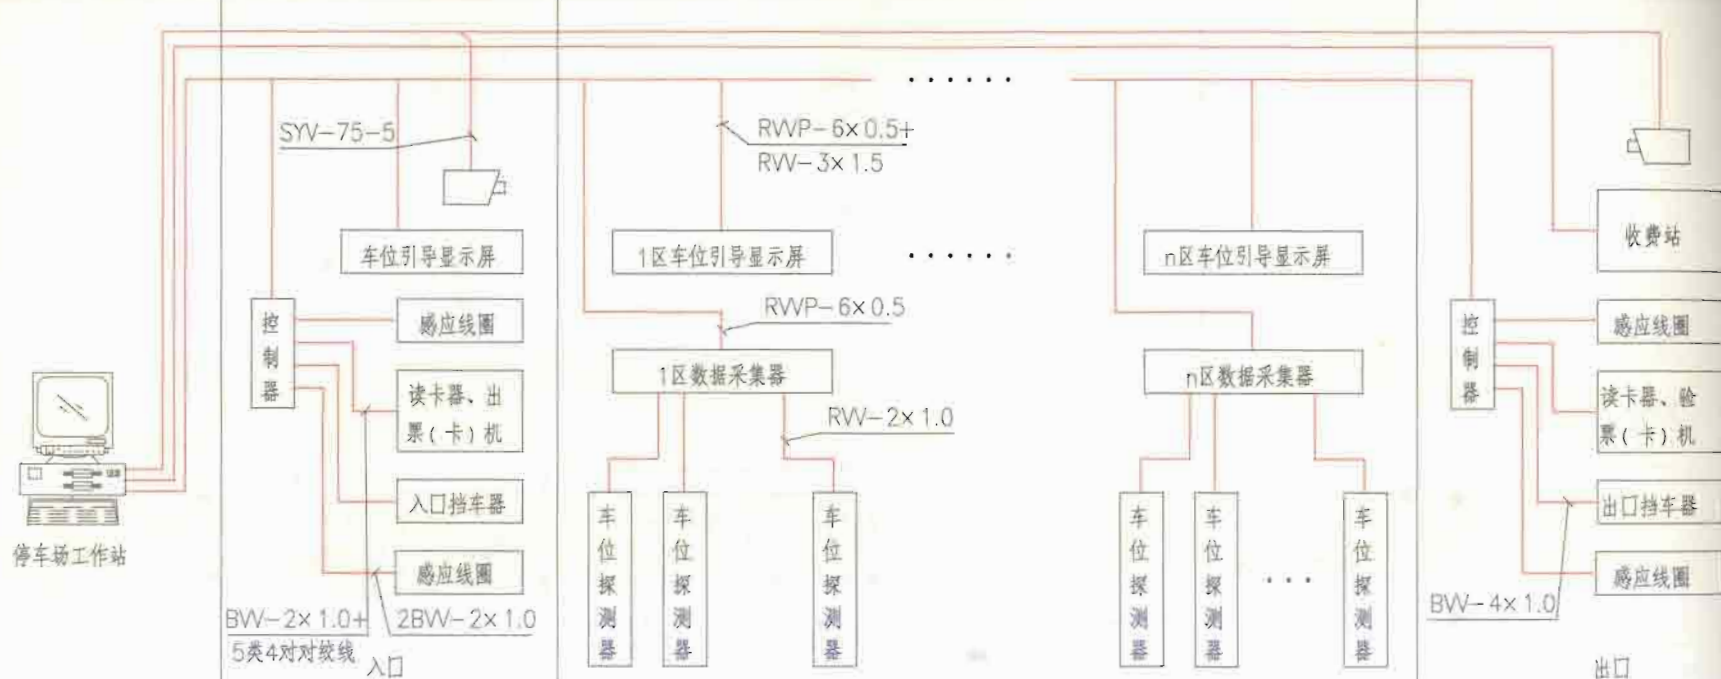 SYV-75-5
RVVP-6×0.5+
RVV-3×1.5
车位引导显示屏
1区车位引导显示屏
······
n区车位引导显示屏
收费站
控制器
感应线圈
读卡器、出
票(卡)机
入口挡车器
感应线圈
BVV-2×1.0+
5类4对对绞线
2BVV-2×1.0
入口
RVVP-6×0.5
1区数据采集器
n区数据采集器
RVV-2×1.0
车位探测器
车位探测器
车位探测器
车位探测器
车位探测器
···
车位探测器
控制器
感应线圈
读卡器、验
票(卡)机
出口挡车器
感应线圈
BVV-4×1.0
出口
停车场工作站